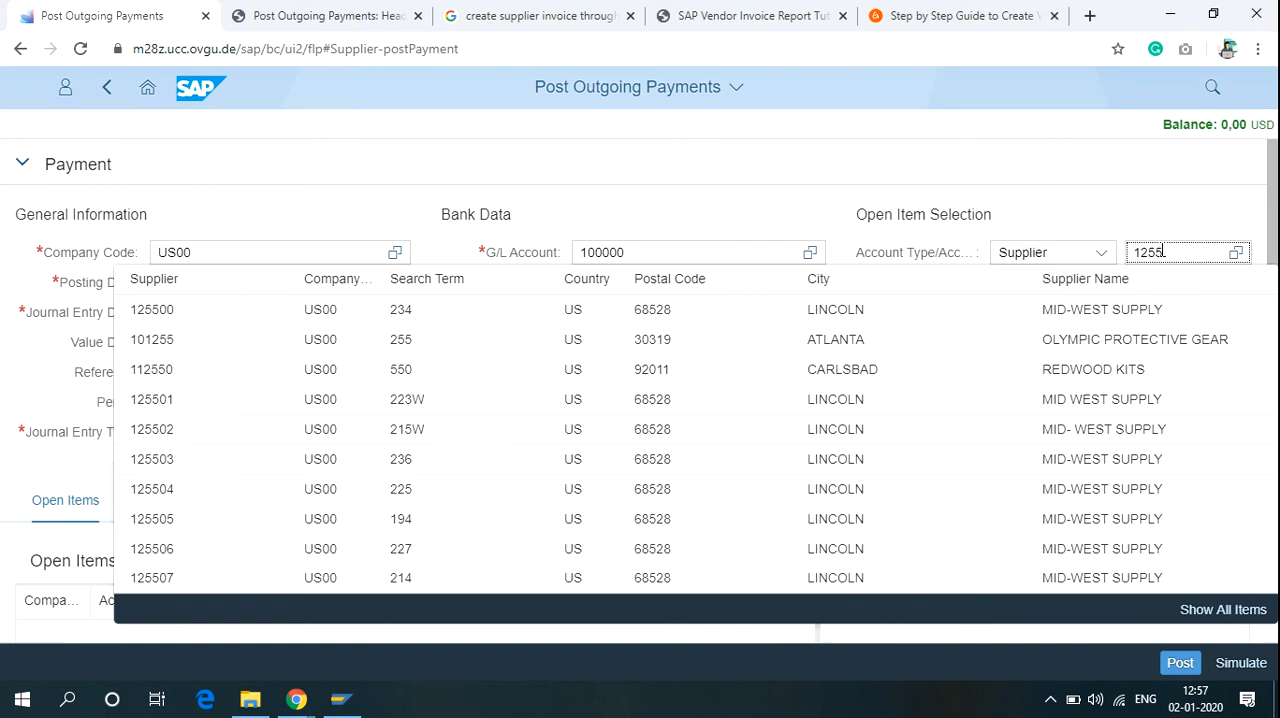 Post Outgoing Payments
Post Outgoing Payments: Hea
create supplier invoice throug
SAP Vendor Invoice Report Tut
Step by Step Guide to Create V
m28z.ucc.ovgu.de/sap/bc/ui2/flp#Supplier-postPayment
SAP
Post Outgoing Payments
Balance: 0,00 USD
Payment
General Information
Bank Data
Open Item Selection
*Company Code: US00
*G/L Account: 100000
Account Type/Acc... : Supplier 1255
*Posting D
*Journal Entry D
Value D
Refere
Pe
*Journal Entry T
Supplier Company... Search Term Country Postal Code City Supplier Name
125500 US00 234 US 68528 LINCOLN MID-WEST SUPPLY
101255 US00 255 US 30319 ATLANTA OLYMPIC PROTECTIVE GEAR
112550 US00 550 US 92011 CARLSBAD REDWOOD KITS
125501 US00 223W US 68528 LINCOLN MID WEST SUPPLY
125502 US00 215W US 68528 LINCOLN MID- WEST SUPPLY
125503 US00 236 US 68528 LINCOLN MID-WEST SUPPLY
125504 US00 225 US 68528 LINCOLN MID-WEST SUPPLY
125505 US00 194 US 68528 LINCOLN MID-WEST SUPPLY
125506 US00 227 US 68528 LINCOLN MID-WEST SUPPLY
125507 US00 214 US 68528 LINCOLN MID-WEST SUPPLY
Show All Items
Open Items
Open Items
Compa... Ac
Post Simulate
ENG
12:57
02-01-2020